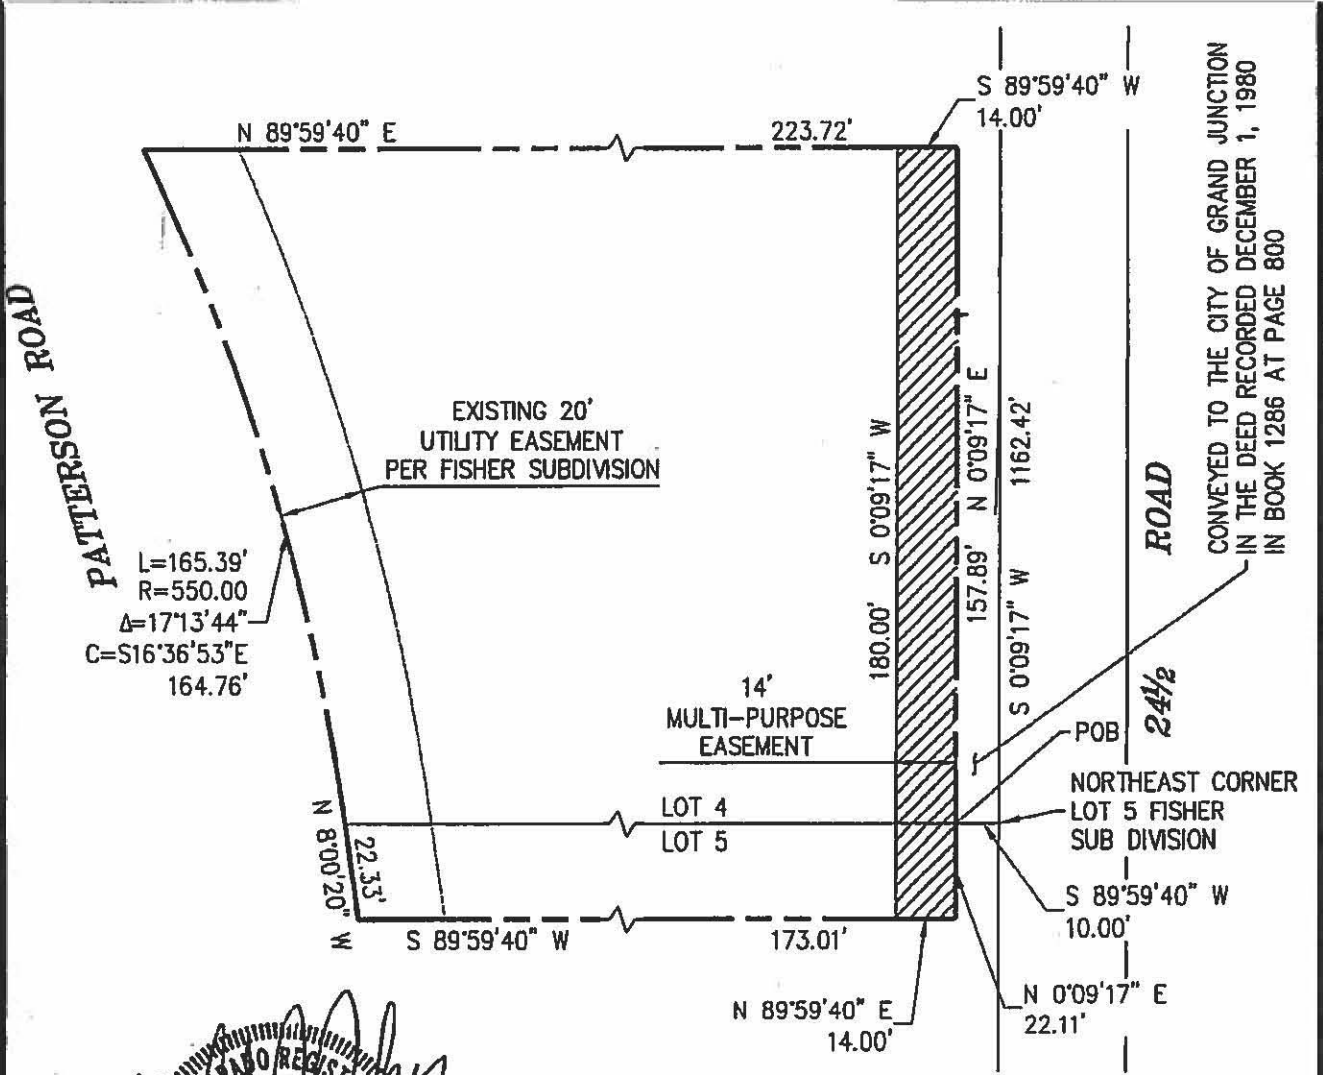 S 89°59'40" W
14.00'
N 89°59'40" E
223.72'
CONVEYED TO THE CITY OF GRAND JUNCTION
IN THE DEED RECORDED DECEMBER 1, 1980
IN BOOK 1286 AT PAGE 800
PATTERSON ROAD
EXISTING 20'
UTILITY EASEMENT
PER FISHER SUBDIVISION
L=165.39'
R=550.00
Δ=17°13'44"
C=S16°36'53"E
164.76'
180.00' S 0°09'17" W
157.89' N 0°09'17" E
S 0°09'17" W 1162.42'
24½ ROAD
14'
MULTI-PURPOSE
EASEMENT
POB
NORTHEAST CORNER
LOT 5 FISHER
SUB DIVISION
LOT 4
LOT 5
N 8°00'20" W
22.33'
S 89°59'40" W
173.01'
S 89°59'40" W
10.00'
N 89°59'40" E
14.00'
N 0°09'17" E
22.11'